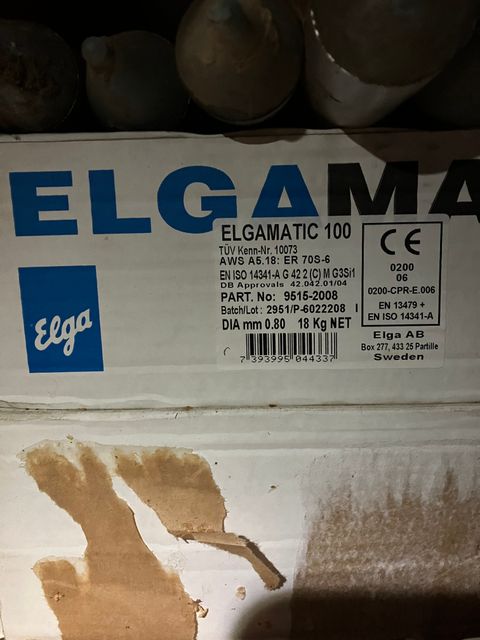 ELGAMA
Elga
ELGAMATIC 100
TÜV Kenn-Nr. 10073
AWS A5.18: ER 70S-6
EN ISO 14341-A G 42 2 (C) M G3Si1
DB Approvals 42.042.01/04
PART. No: 9515-2008
Batch/Lot: 2951/P-6022208 I
DIA mm 0.80 18 Kg NET
7 393995 044337
CE
0200
06
0200-CPR-E.006
EN 13479 +
EN ISO 14341-A
Elga AB
Box 277, 433 25 Partille
Sweden